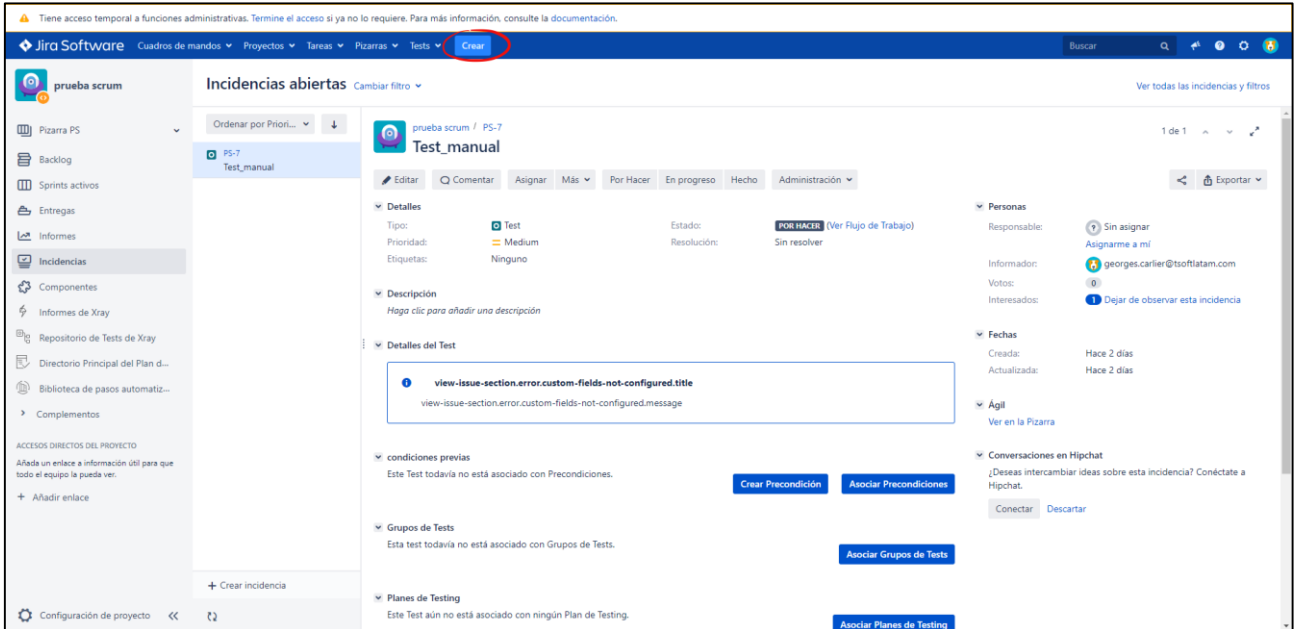 Tiene acceso temporal a funciones administrativas. Termine el acceso si ya no lo requiere. Para más información, consulte la documentación.
Jira Software Cuadros de mandos Proyectos Tareas Pizarras Tests Crear Buscar
prueba scrum
Pizarra PS
Backlog
Sprints activos
Entregas
Informes
Incidencias
Componentes
Informes de Xray
Repositorio de Tests de Xray
Directorio Principal del Plan d...
Biblioteca de pasos automatiz...
Complementos
ACCESOS DIRECTOS DEL PROYECTO
Añada un enlace a información útil para que
todo el equipo la pueda ver.
+ Añadir enlace
Configuración de proyecto
Incidencias abiertas Cambiar filtro
Ver todas las incidencias y filtros
Ordenar por Priori...
PS-7
Test_manual
+ Crear incidencia
prueba scrum / PS-7
Test_manual
1 de 1
Editar Comentar Asignar Más Por Hacer En progreso Hecho Administración
Exportar
Detalles
Tipo: Test Estado: POR HACER (Ver Flujo de Trabajo)
Prioridad: Medium Resolución: Sin resolver
Etiquetas: Ninguno
Descripción
Haga clic para añadir una descripción
Detalles del Test
view-issue-section.error.custom-fields-not-configured.title
view-issue-section.error.custom-fields-not-configured.message
condiciones previas
Este Test todavía no está asociado con Precondiciones.
Crear Precondición Asociar Precondiciones
Grupos de Tests
Esta test todavía no está asociado con Grupos de Tests.
Asociar Grupos de Tests
Planes de Testing
Este Test aún no está asociado con ningún Plan de Testing.
Asociar Planes de Testing
Personas
Responsable: Sin asignar
Asignarme a mí
Informador: georges.carlier@tsoftlatam.com
Votos: 0
Interesados: 1 Dejar de observar esta incidencia
Fechas
Creada: Hace 2 días
Actualizada: Hace 2 días
Ágil
Ver en la Pizarra
Conversaciones en Hipchat
¿Deseas intercambiar ideas sobre esta incidencia? Conéctate a
Hipchat.
Conectar Descartar